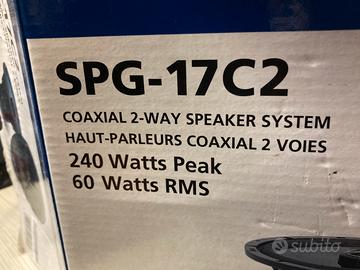 SPG-17C2
COAXIAL 2-WAY SPEAKER SYSTEM
HAUT-PARLEURS COAXIAL 2 VOIES
240 Watts Peak
60 Watts RMS
subito